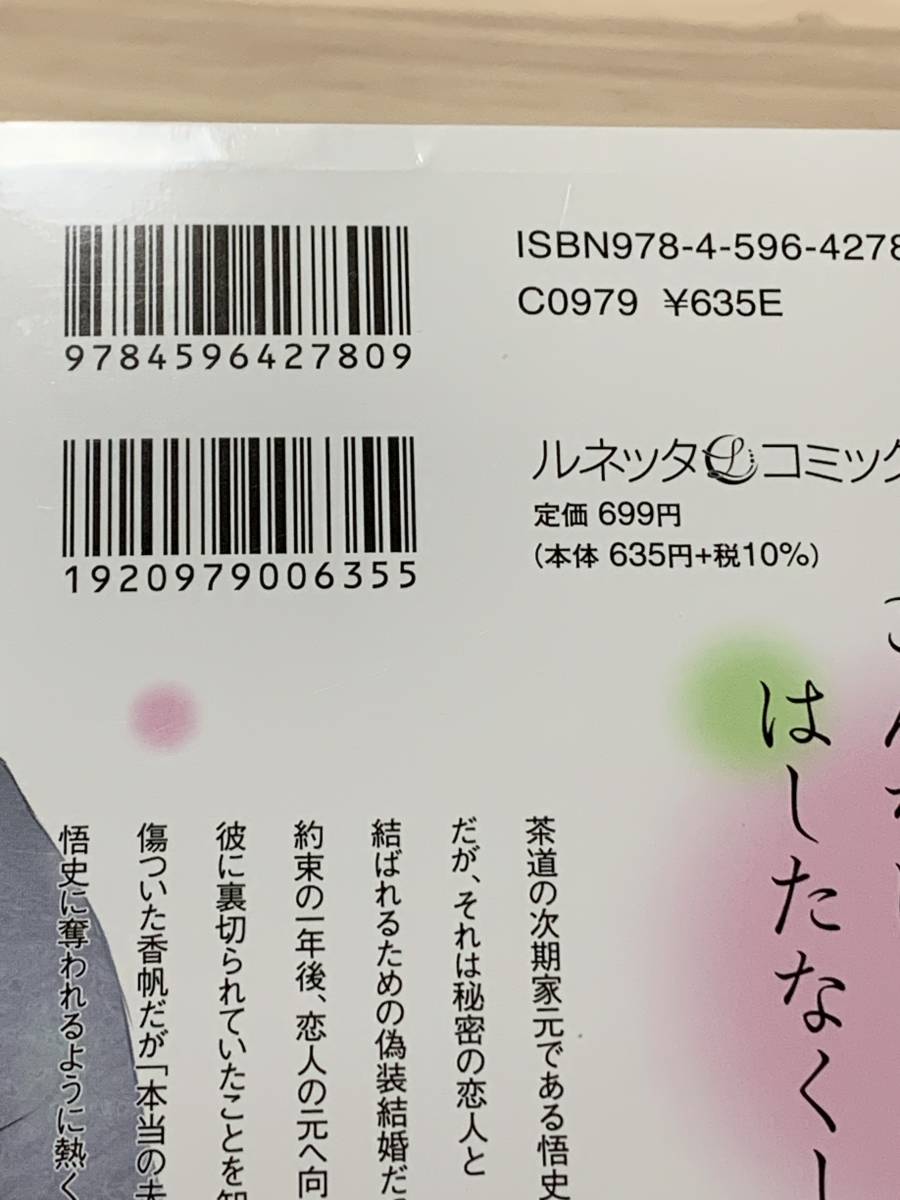 9784596427809
ISBN978-4-596-4278
C0979 ¥635E
1920979006355
ルネッタ コミック
定価 699円
(本体 635円+税10%)
はしたなく
茶道の次期家元である悟史
だが、それは秘密の恋人と
結ばれるための偽装結婚だ
約束の一年後、恋人の元へ向
彼に裏切られていたことを知
傷ついた香帆だが「本当の夫
悟史に奪われるように熱く